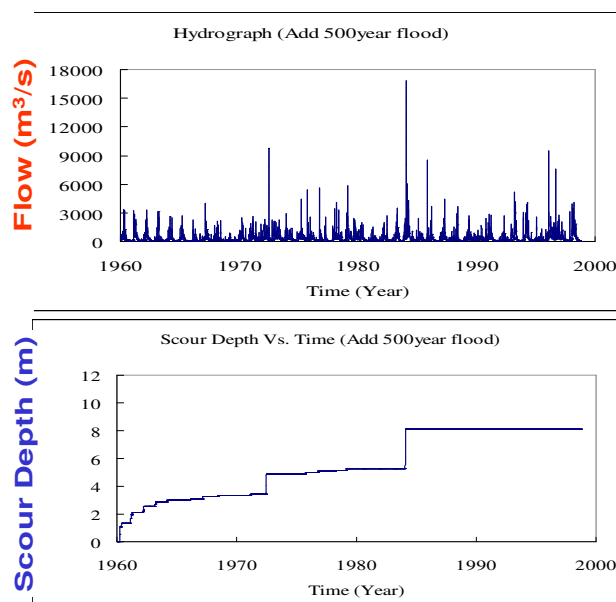 Hydrograph (Add 500year flood)
Flow (m³/s)
18000
15000
12000
9000
6000
3000
0
1960 1970 1980 1990 2000
Time (Year)
Scour Depth Vs. Time (Add 500year flood)
Scour Depth (m)
12
10
8
6
4
2
0
1960 1970 1980 1990 2000
Time (Year)